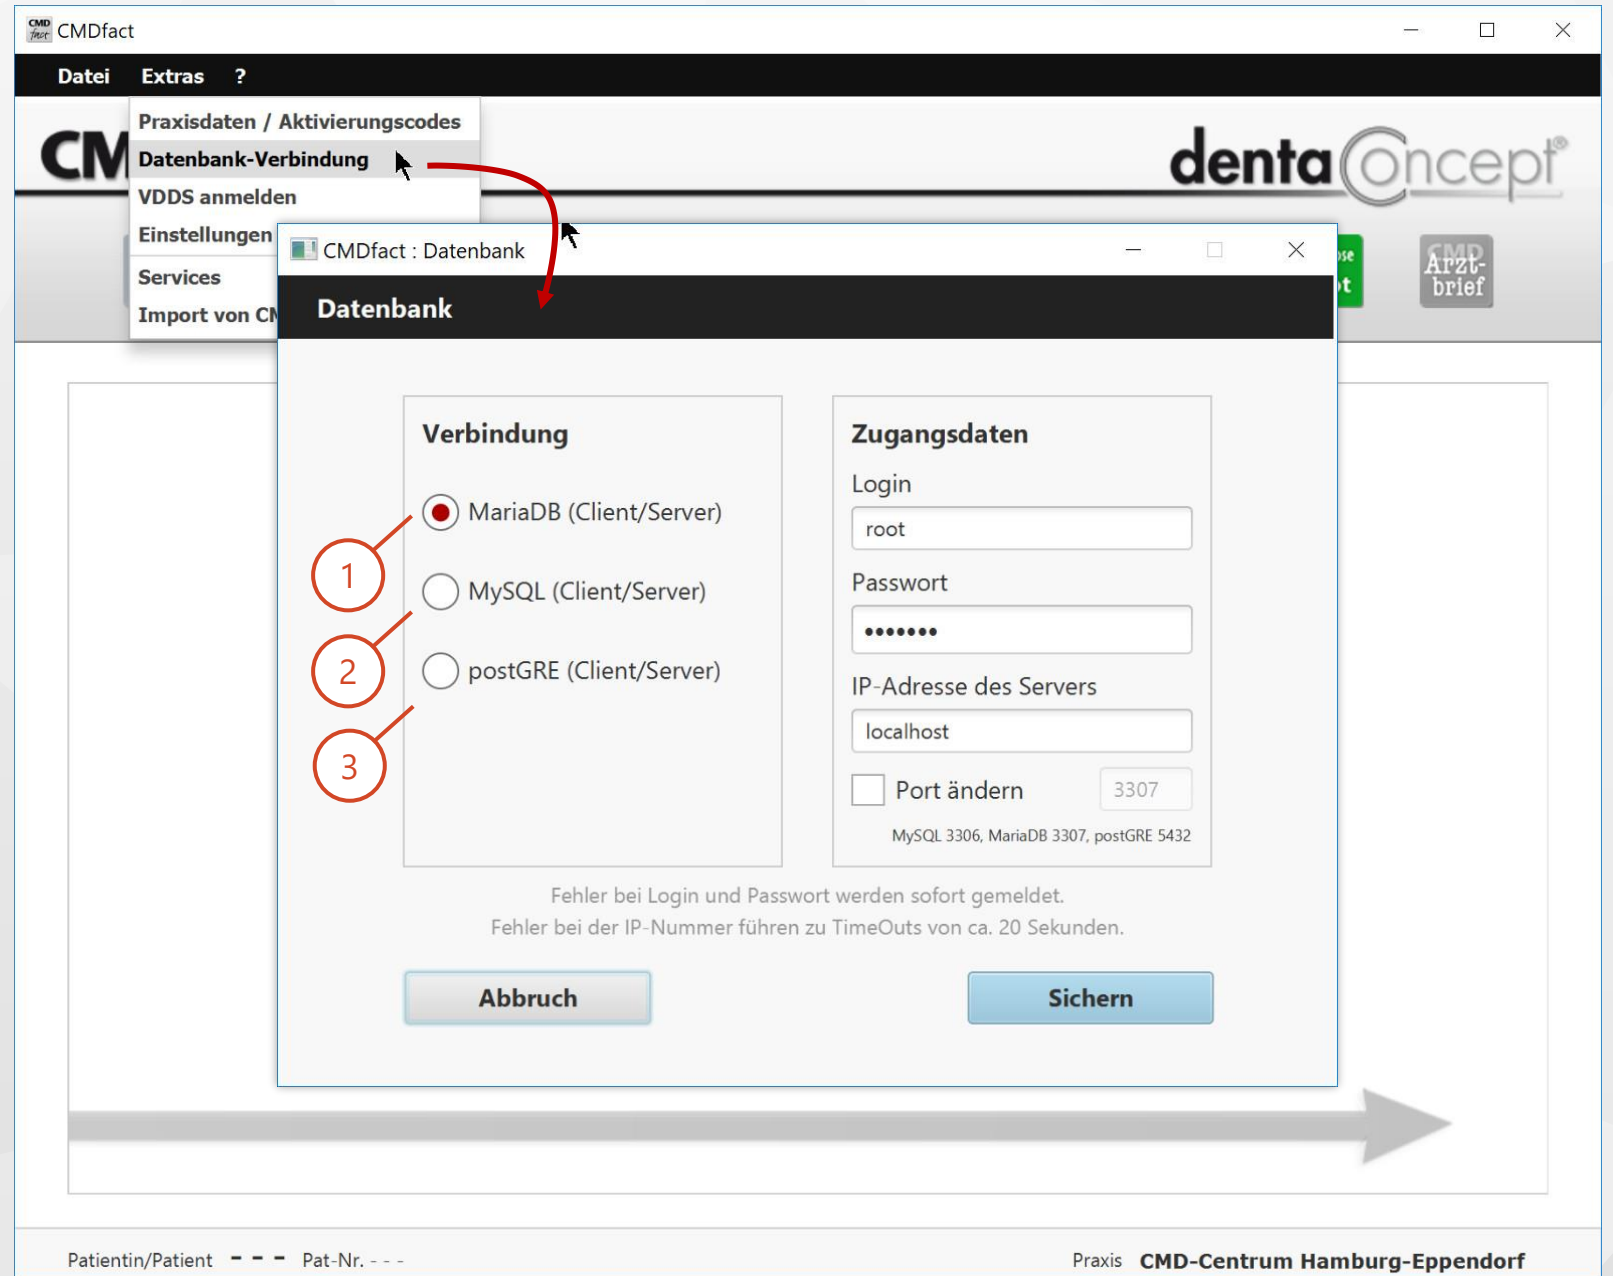 CMD
fact
CMDfact
Datei Extras ?
Praxisdaten / Aktivierungscodes
Datenbank-Verbindung
VDDS anmelden
Einstellungen
Services
Import von CM
CM
dentaConcept®
CMD
Arzt-
brief
CMDfact : Datenbank
Datenbank
Verbindung
MariaDB (Client/Server)
MySQL (Client/Server)
postGRE (Client/Server)
1
2
3
Zugangsdaten
Login
root
Passwort
•••••••
IP-Adresse des Servers
localhost
Port ändern 3307
MySQL 3306, MariaDB 3307, postGRE 5432
Fehler bei Login und Passwort werden sofort gemeldet.
Fehler bei der IP-Nummer führen zu TimeOuts von ca. 20 Sekunden.
Abbruch Sichern
Patientin/Patient - - - Pat-Nr. - - -
Praxis CMD-Centrum Hamburg-Eppendorf